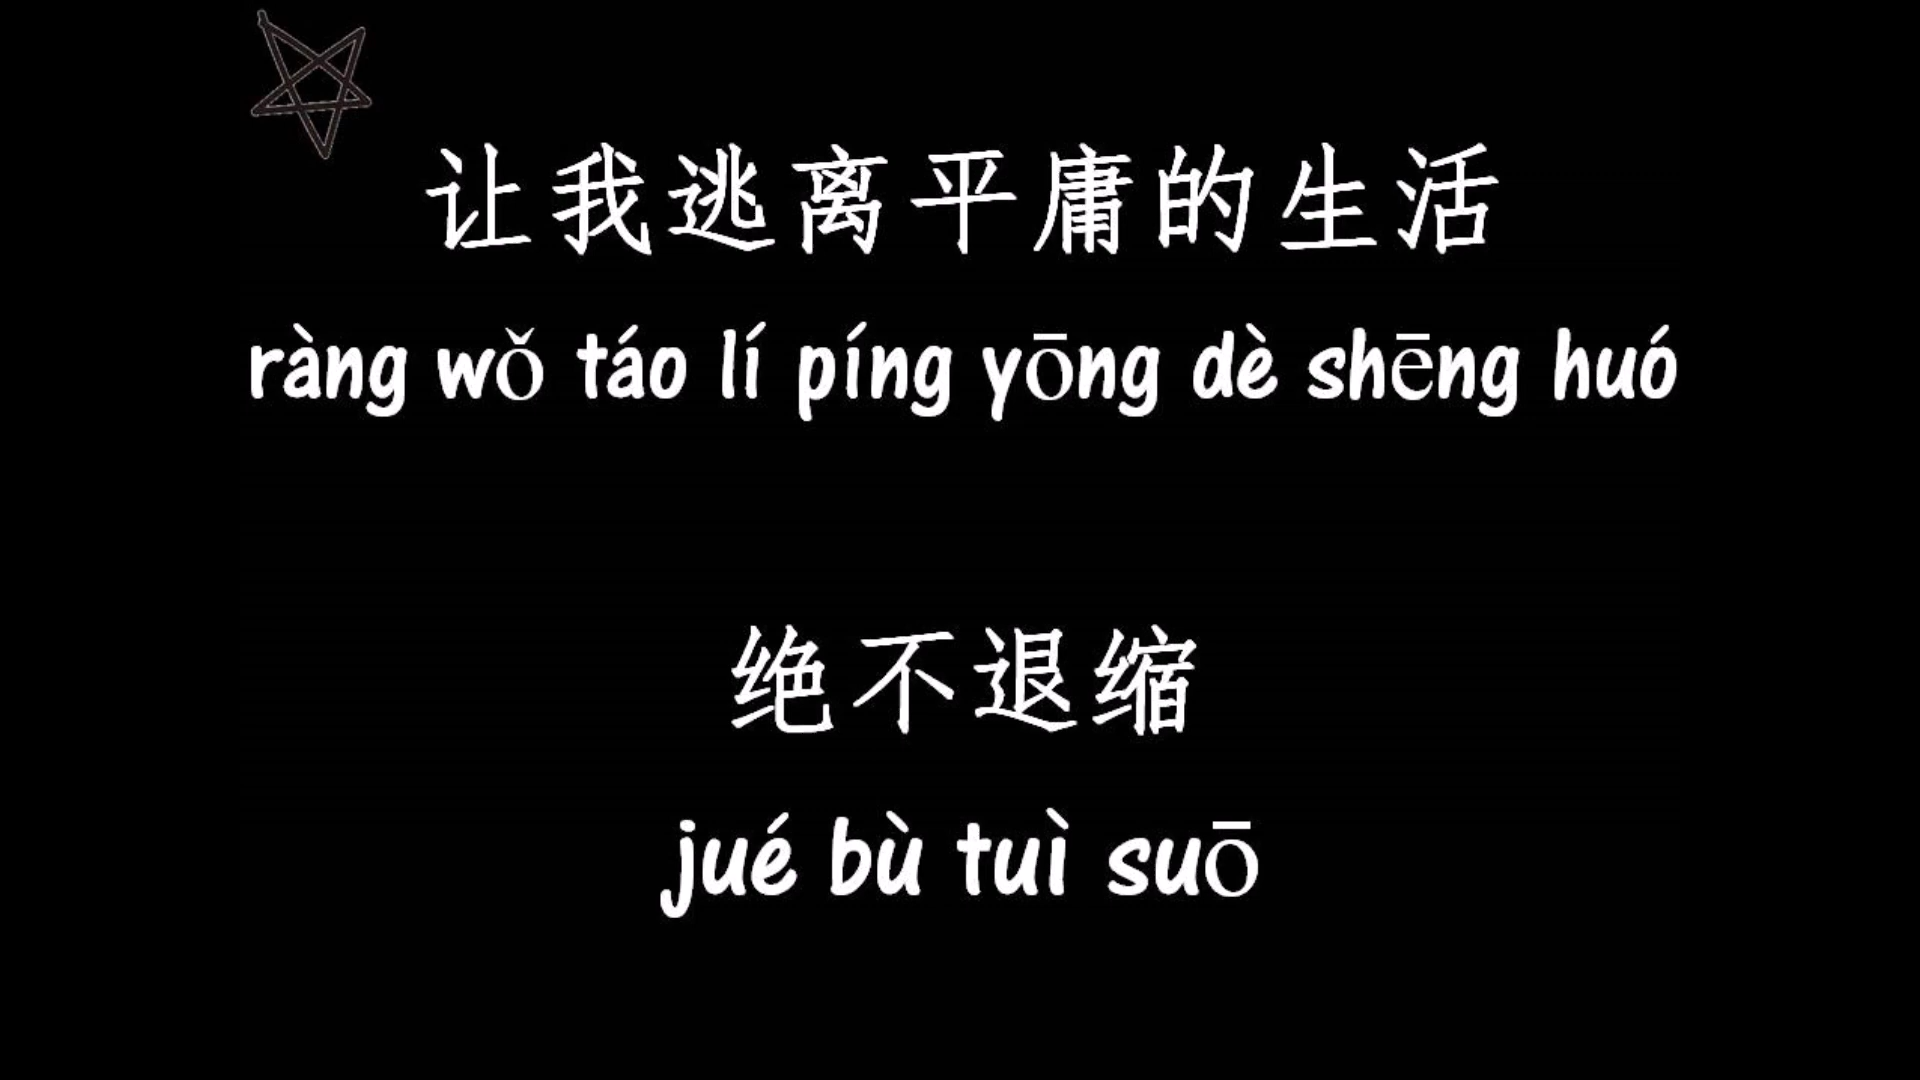 让我逃离平庸的生活
ràng wǒ táo lí píng yōng dè shēng huó
绝不退缩
jué bù tuì suō